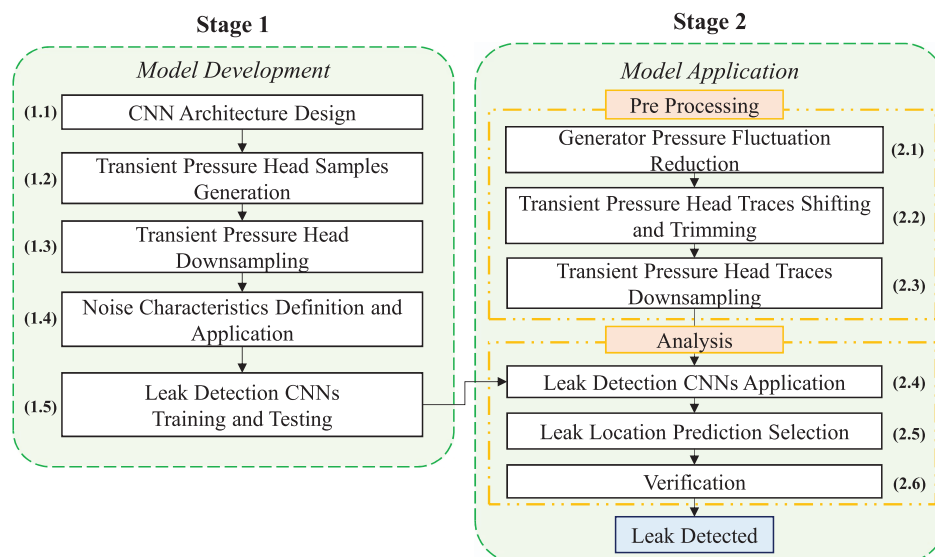 Stage 1
Model Development
(1.1)
CNN Architecture Design
(1.2)
Transient Pressure Head Samples
Generation
(1.3)
Transient Pressure Head
Downsampling
(1.4)
Noise Characteristics Definition and
Application
(1.5)
Leak Detection CNNs
Training and Testing
Stage 2
Model Application
Pre Processing
Generator Pressure Fluctuation
Reduction
(2.1)
Transient Pressure Head Traces Shifting
and Trimming
(2.2)
Transient Pressure Head Traces
Downsampling
(2.3)
Analysis
Leak Detection CNNs Application
(2.4)
Leak Location Prediction Selection
(2.5)
Verification
(2.6)
Leak Detected